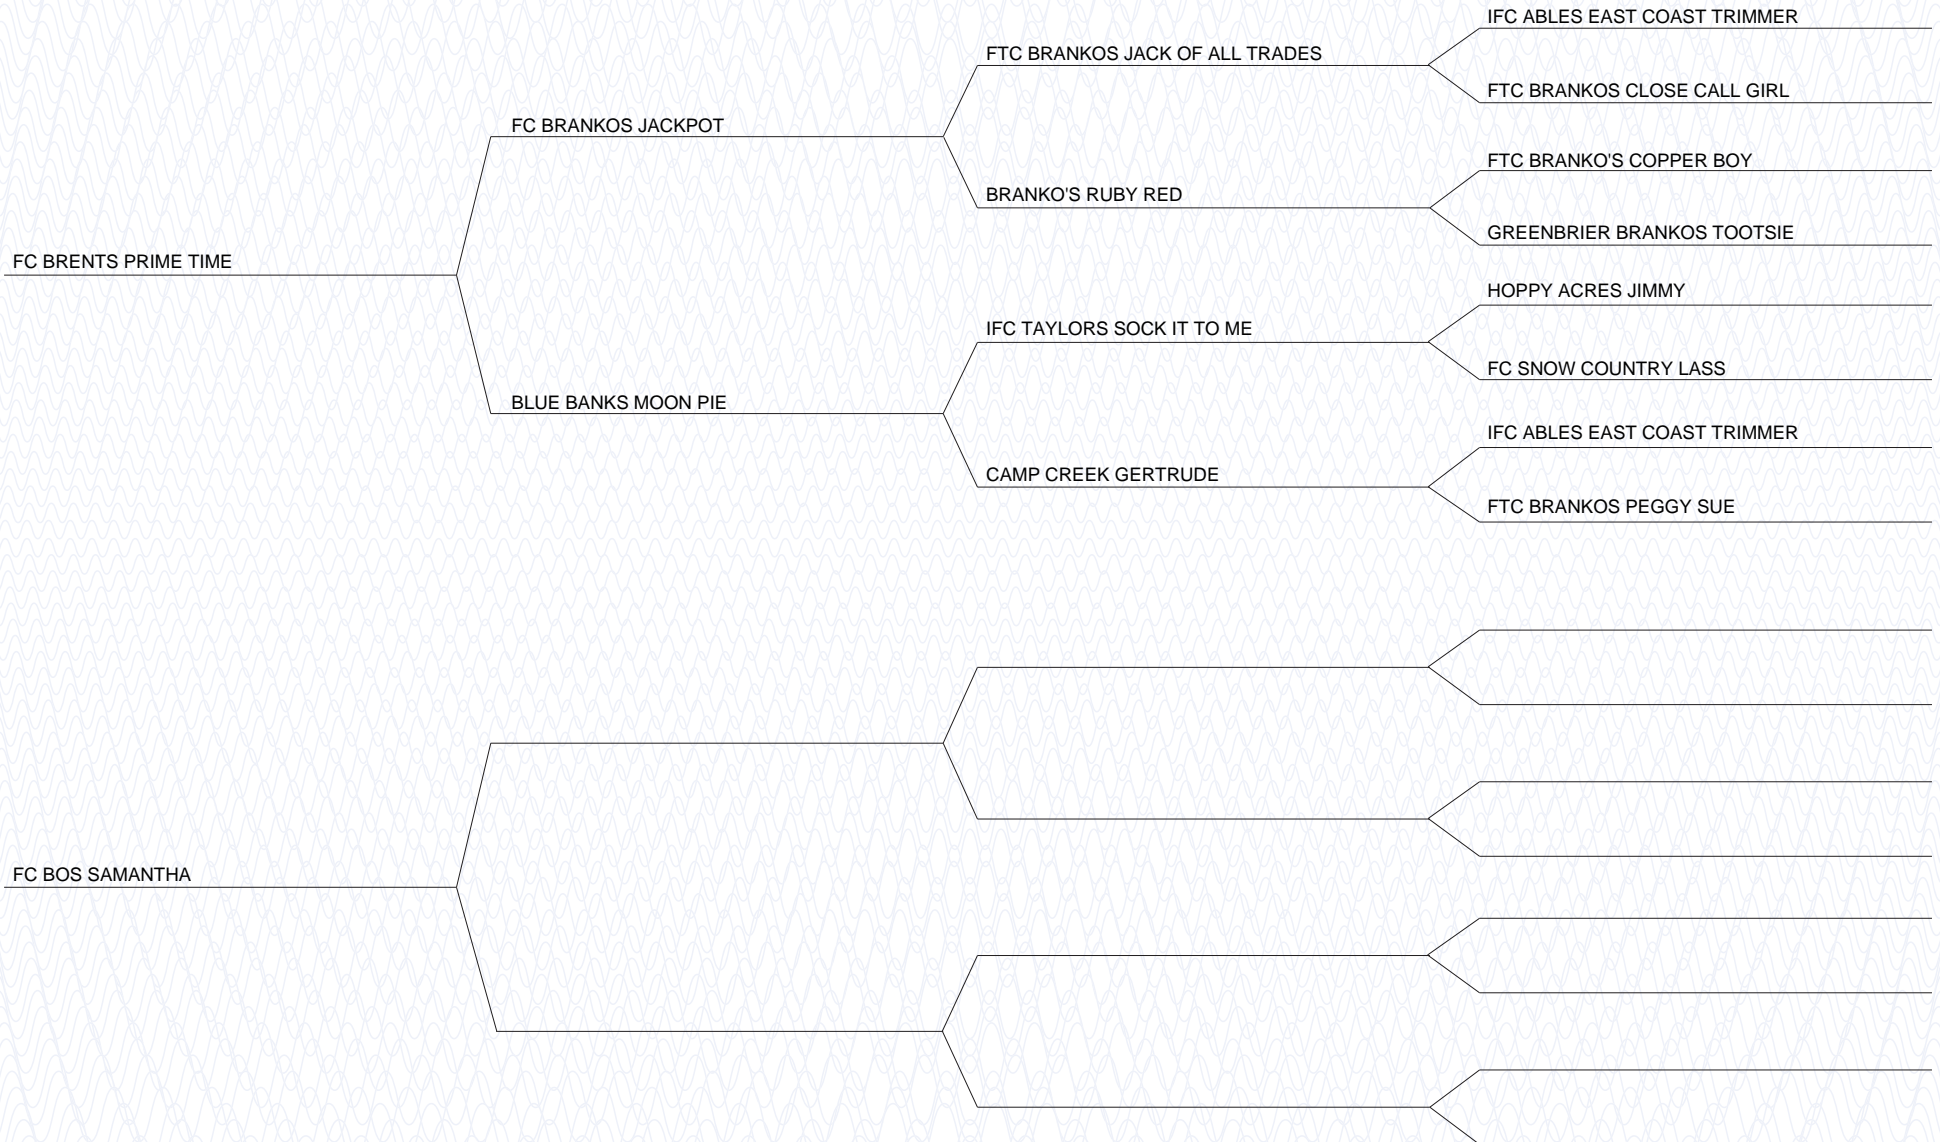 IFC ABLES EAST COAST TRIMMER
FTC BRANKOS JACK OF ALL TRADES
FTC BRANKOS CLOSE CALL GIRL
FC BRANKOS JACKPOT
FTC BRANKO'S COPPER BOY
BRANKO'S RUBY RED
GREENBRIER BRANKOS TOOTSIE
FC BRENTS PRIME TIME
HOPPY ACRES JIMMY
IFC TAYLORS SOCK IT TO ME
FC SNOW COUNTRY LASS
BLUE BANKS MOON PIE
IFC ABLES EAST COAST TRIMMER
CAMP CREEK GERTRUDE
FTC BRANKOS PEGGY SUE
FC BOS SAMANTHA